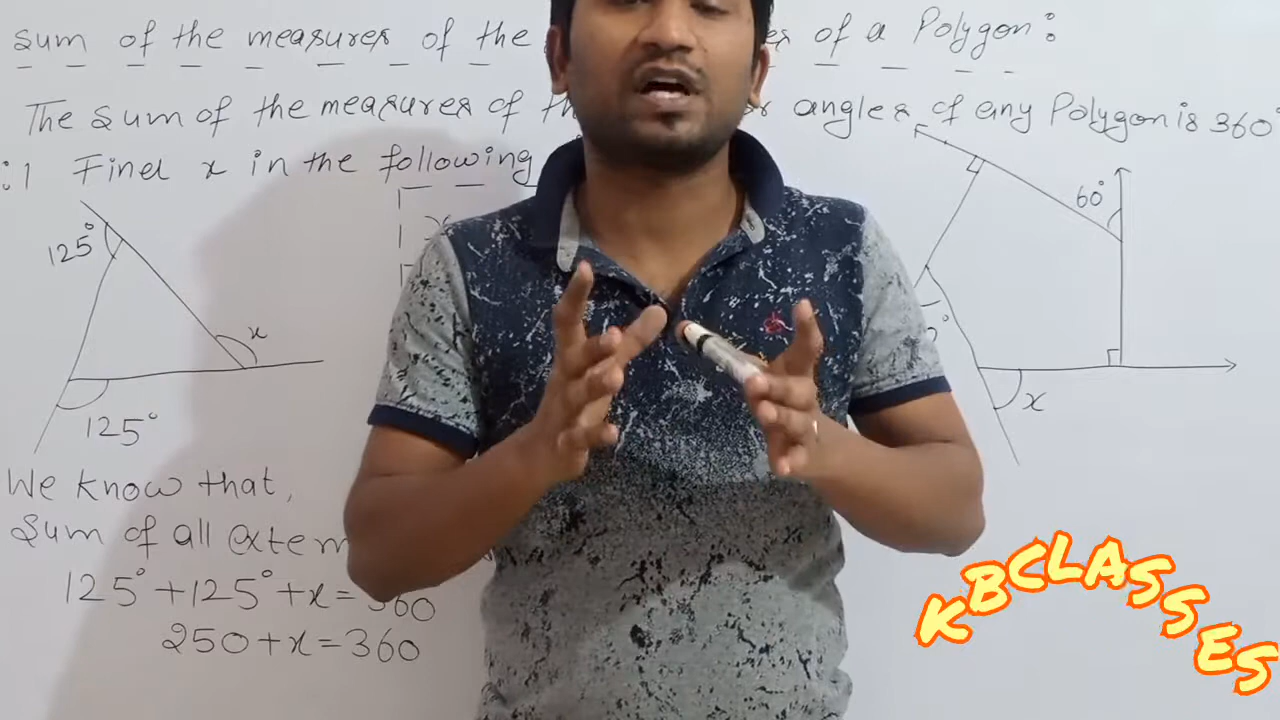 sum of the measures of the of a Polygon:
The sum of the measures of angles of any Polygon is 360°
:1 Find x in the following
125°
x
125°
x
60°
x
We know that,
Sum of all exter
125° + 125° + x = 360
250 + x = 360
KBCLASSES